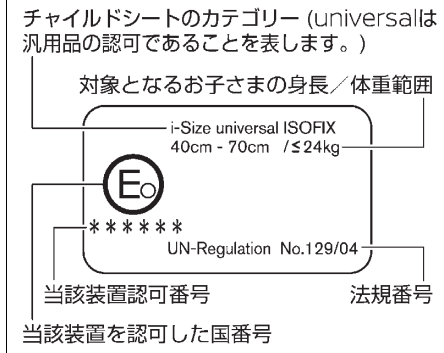 チャイルドシートのカテゴリー (universalは
汎用品の認可であることを表します。)
対象となるお子さまの身長／体重範囲
i-Size universal ISOFIX
40cm - 70cm /≤24kg
E○
＊＊＊＊＊＊
UN-Regulation No.129/04
当該装置認可番号
法規番号
当該装置を認可した国番号